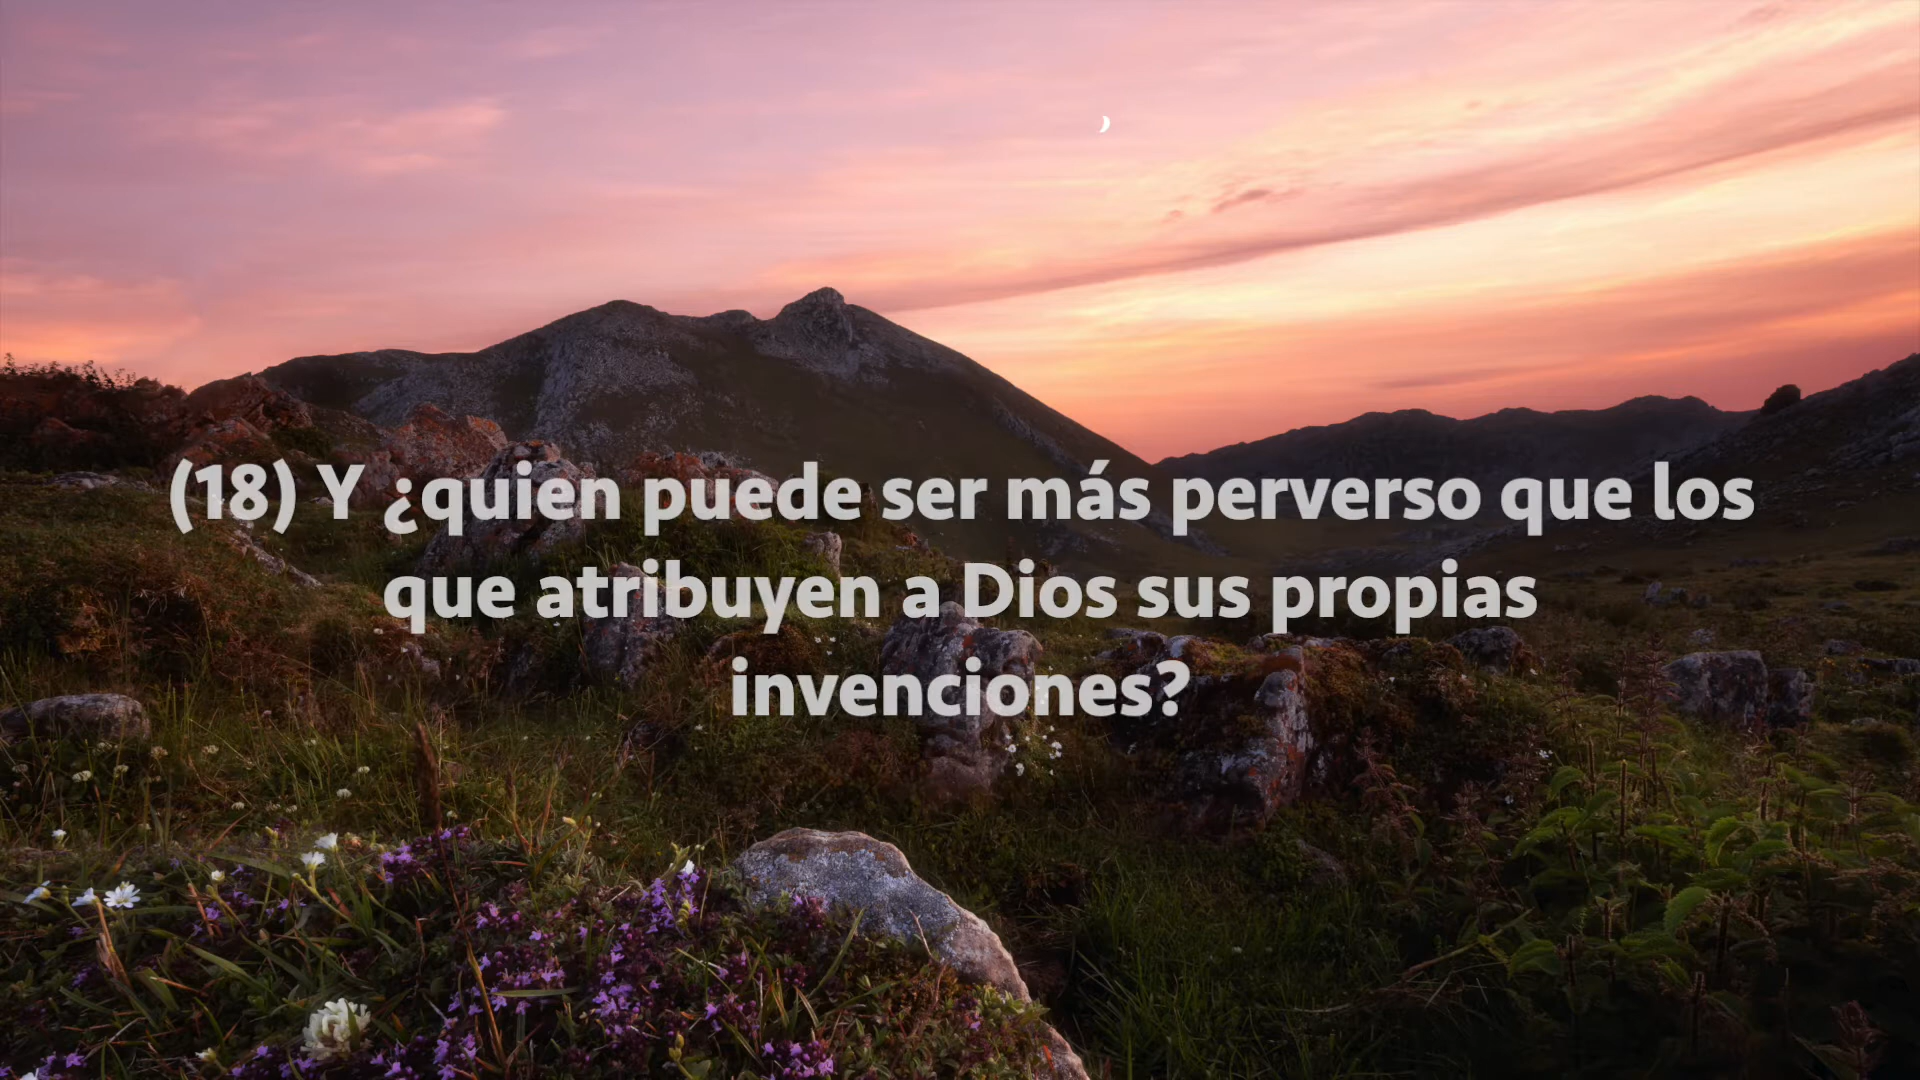 (18) Y ¿quien puede ser más perverso que los
que atribuyen a Dios sus propias
invenciones?